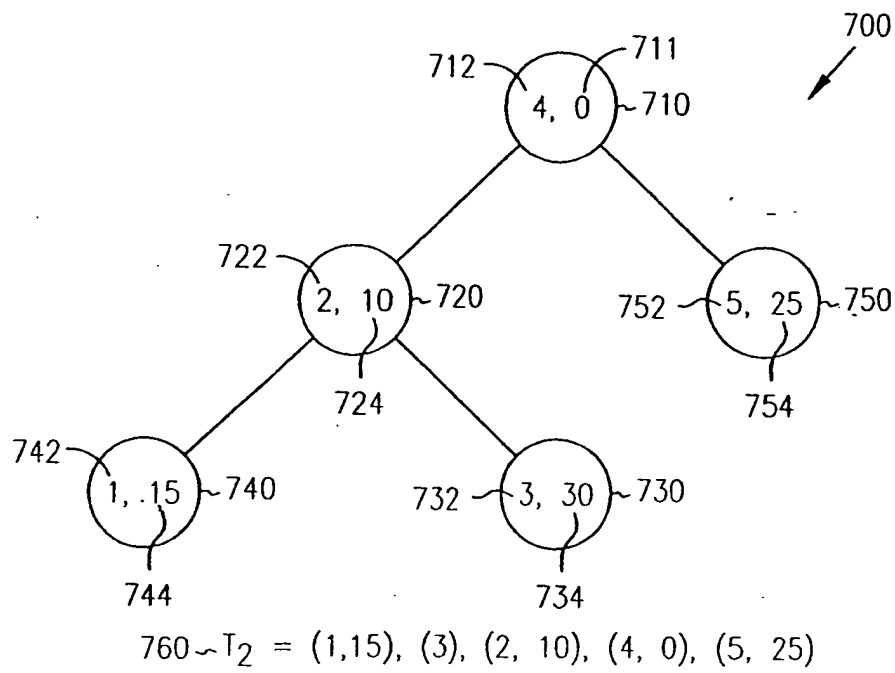 700
712 711
4, 0 710
722
2, 10 720
752 5, 25 750
724
754
742
1, 15 740
732 3, 30 730
744
734
760 T2 = (1,15), (3), (2, 10), (4, 0), (5, 25)